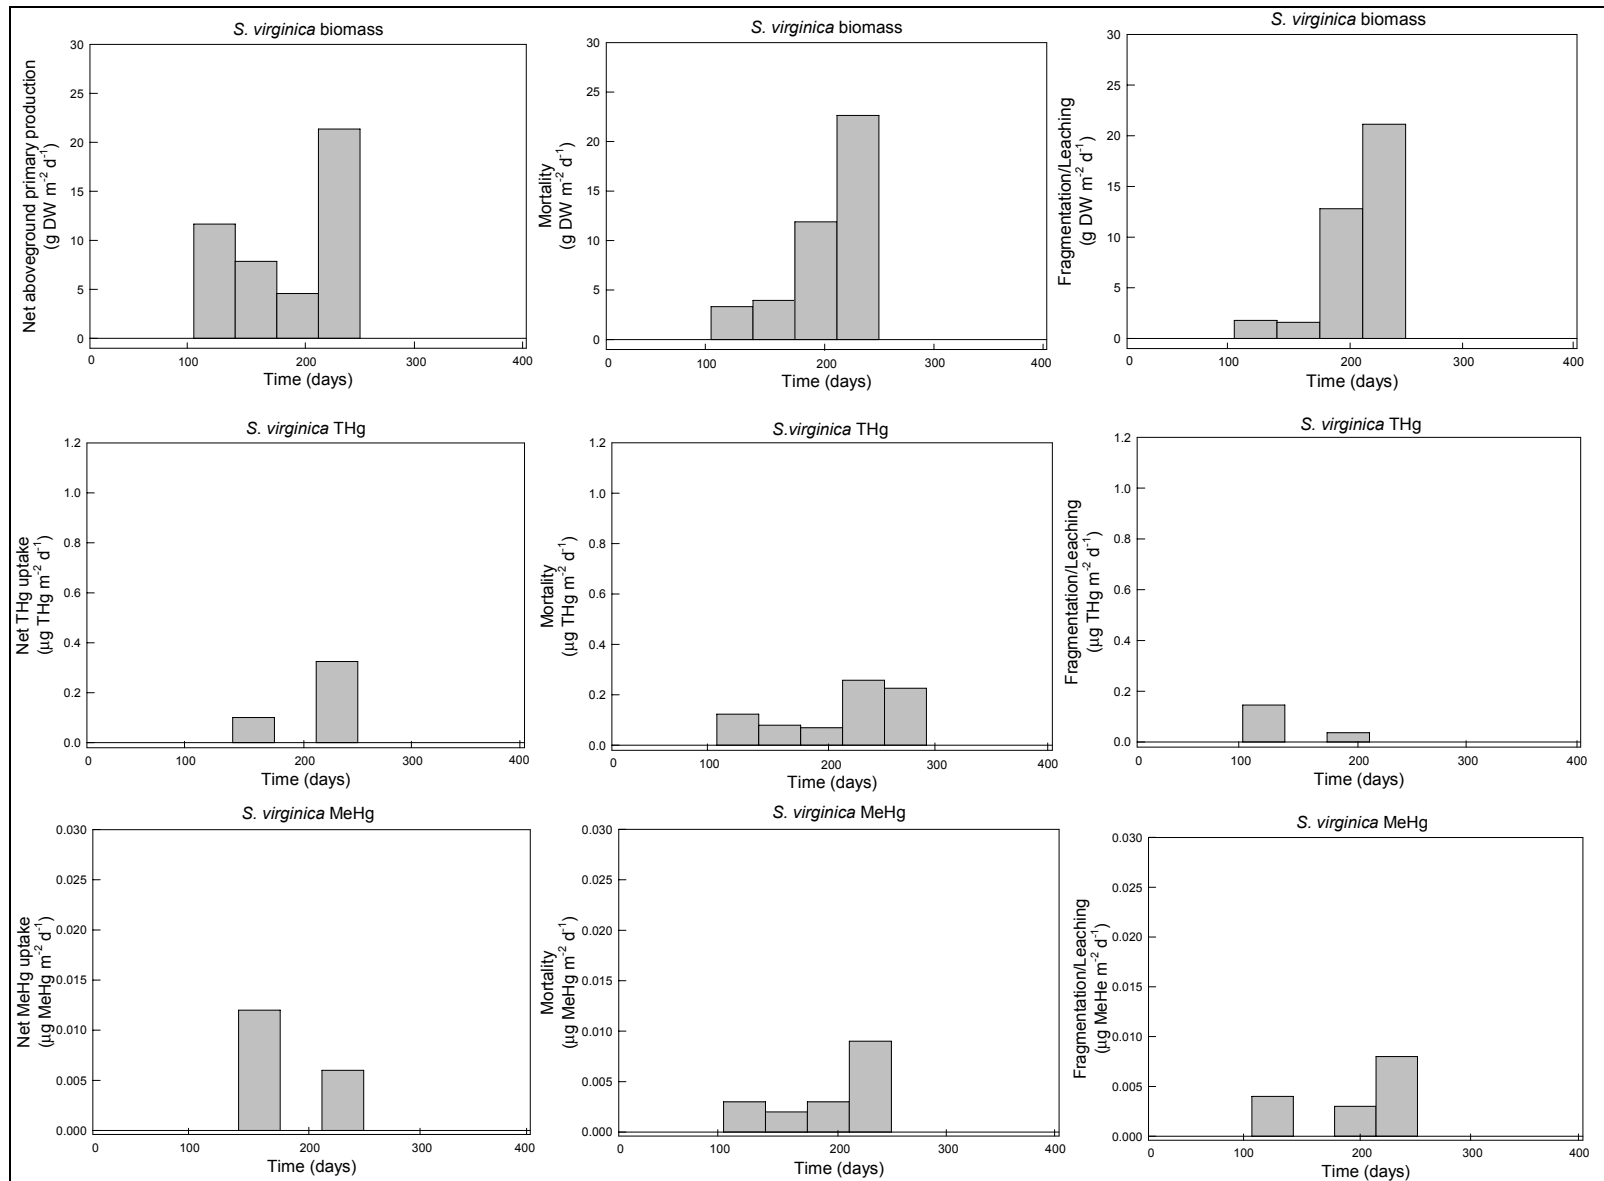 S. virginica biomass
Net aboveground primary production
(g DW m-2 d-1)
30
25
20
15
10
5
0
0 100 200 300 400
Time (days)
S. virginica biomass
Mortality
(g DW m-2 d-1)
30
25
20
15
10
5
0
0 100 200 300 400
Time (days)
S. virginica biomass
Fragmentation/Leaching
(g DW m-2 d-1)
30
25
20
15
10
5
0
0 100 200 300 400
Time (days)
S. virginica THg
Net THg uptake
(μg THg m-2 d-1)
1.2
1.0
0.8
0.6
0.4
0.2
0.0
0 100 200 300 400
Time (days)
S.virginica THg
Mortality
(μg THg m-2 d-1)
1.2
1.0
0.8
0.6
0.4
0.2
0.0
0 100 200 300 400
Time (days)
S. virginica THg
Fragmentation/Leaching
(μg THg m-2 d-1)
1.2
1.0
0.8
0.6
0.4
0.2
0.0
0 100 200 300 400
Time (days)
S. virginica MeHg
Net MeHg uptake
(μg MeHg m-2 d-1)
0.030
0.025
0.020
0.015
0.010
0.005
0.000
0 100 200 300 400
Time (days)
S. virginica MeHg
Mortality
(μg MeHg m-2 d-1)
0.030
0.025
0.020
0.015
0.010
0.005
0.000
0 100 200 300 400
Time (days)
S. virginica MeHg
Fragmentation/Leaching
(μg MeHe m-2 d-1)
0.030
0.025
0.020
0.015
0.010
0.005
0.000
0 100 200 300 400
Time (days)